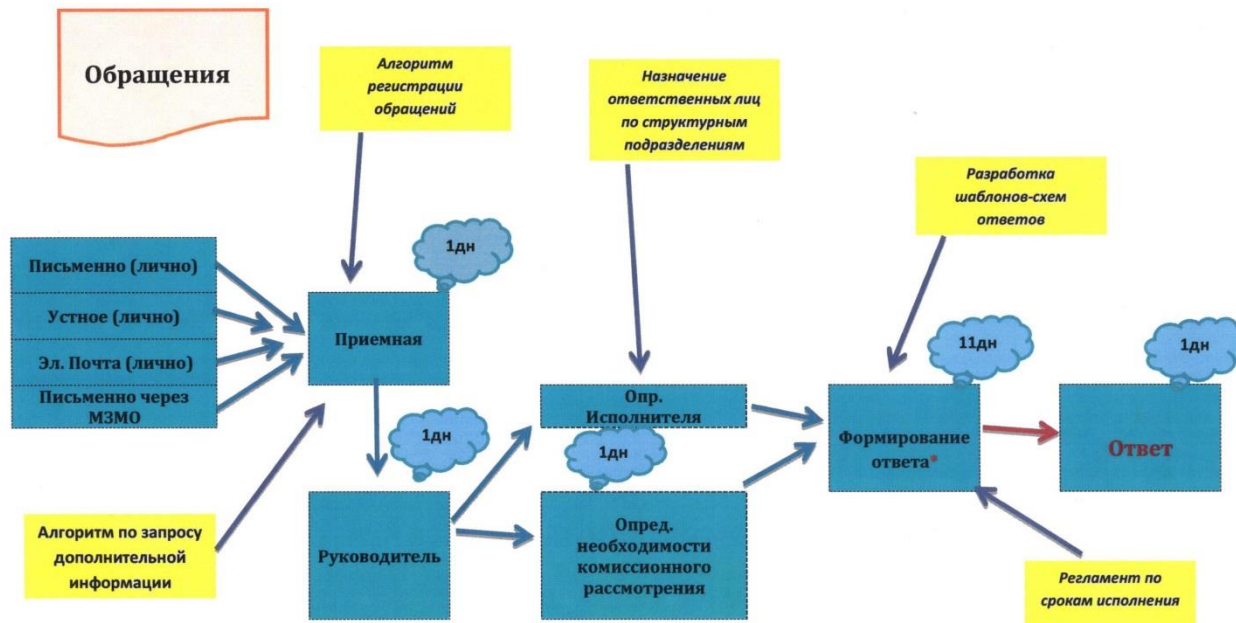 Обращения
Алгоритм
регистрации
обращений
Назначение
ответственных лиц
по структурным
подразделениям
Разработка
шаблонов-схем
ответов
Письменно (лично)
Устное (лично)
Эл. Почта (лично)
Письменно через
МЗМО
1дн
Приемная
1дн
Руководитель
Опр.
Исполнителя
1дн
Опред.
необходимости
комиссионного
рассмотрения
11дн
Формирование
ответа*
1дн
Ответ
Алгоритм по запросу
дополнительной
информации
Регламент по
срокам исполнения